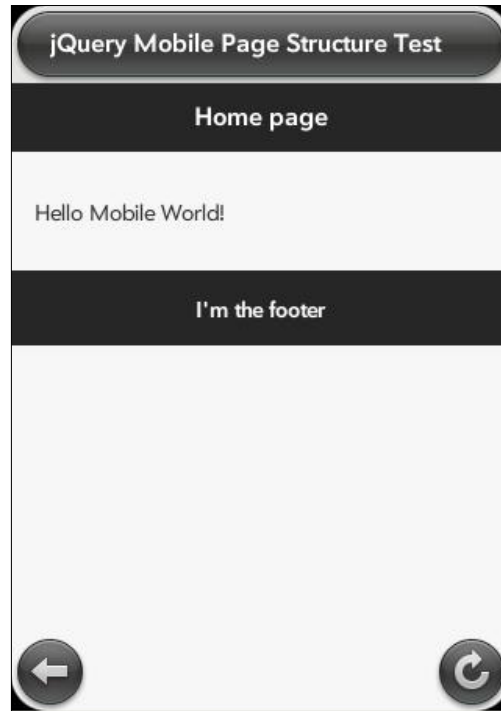 jQuery Mobile Page Structure Test
Home page
Hello Mobile World!
I'm the footer